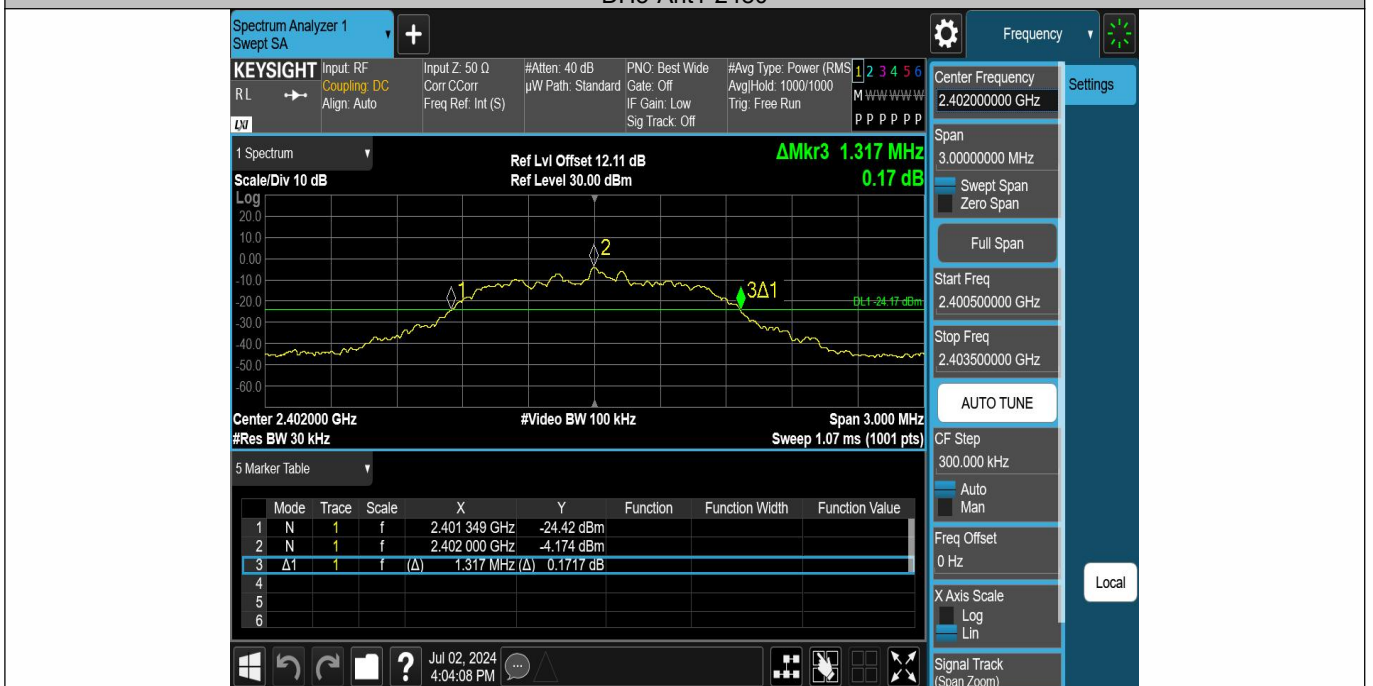 Spectrum Analyzer 1
Swept SA
+
Frequency
KEYSIGHT
RL
LXI
Input: RF
Coupling: DC
Align: Auto
Input Z: 50 Ω
Corr CCorr
Freq Ref: Int (S)
#Atten: 40 dB
µW Path: Standard
PNO: Best Wide
Gate: Off
IF Gain: Low
Sig Track: Off
#Avg Type: Power (RMS
Avg|Hold: 1000/1000
Trig: Free Run
1 2 3 4 5 6
M W W W W W
P P P P P P
1 Spectrum
Scale/Div 10 dB
Ref Lvl Offset 12.11 dB
Ref Level 30.00 dBm
ΔMkr3 1.317 MHz
0.17 dB
Log
20.0
10.0
0.00
-10.0
-20.0
-30.0
-40.0
-50.0
-60.0
1
2
3Δ1
DL1 -24.17 dBm
Center 2.402000 GHz
#Res BW 30 kHz
#Video BW 100 kHz
Span 3.000 MHz
Sweep 1.07 ms (1001 pts)
5 Marker Table
Mode Trace Scale X Y Function Function Width Function Value
1 N 1 f 2.401 349 GHz -24.42 dBm
2 N 1 f 2.402 000 GHz -4.174 dBm
3 Δ1 1 f (Δ) 1.317 MHz (Δ) 0.1717 dB
4
5
6
?
Jul 02, 2024
4:04:08 PM
Center Frequency
2.402000000 GHz
Settings
Span
3.00000000 MHz
Swept Span
Zero Span
Full Span
Start Freq
2.400500000 GHz
Stop Freq
2.403500000 GHz
AUTO TUNE
CF Step
300.000 kHz
Auto
Man
Freq Offset
0 Hz
X Axis Scale
Log
Lin
Signal Track
(Span Zoom)
Local